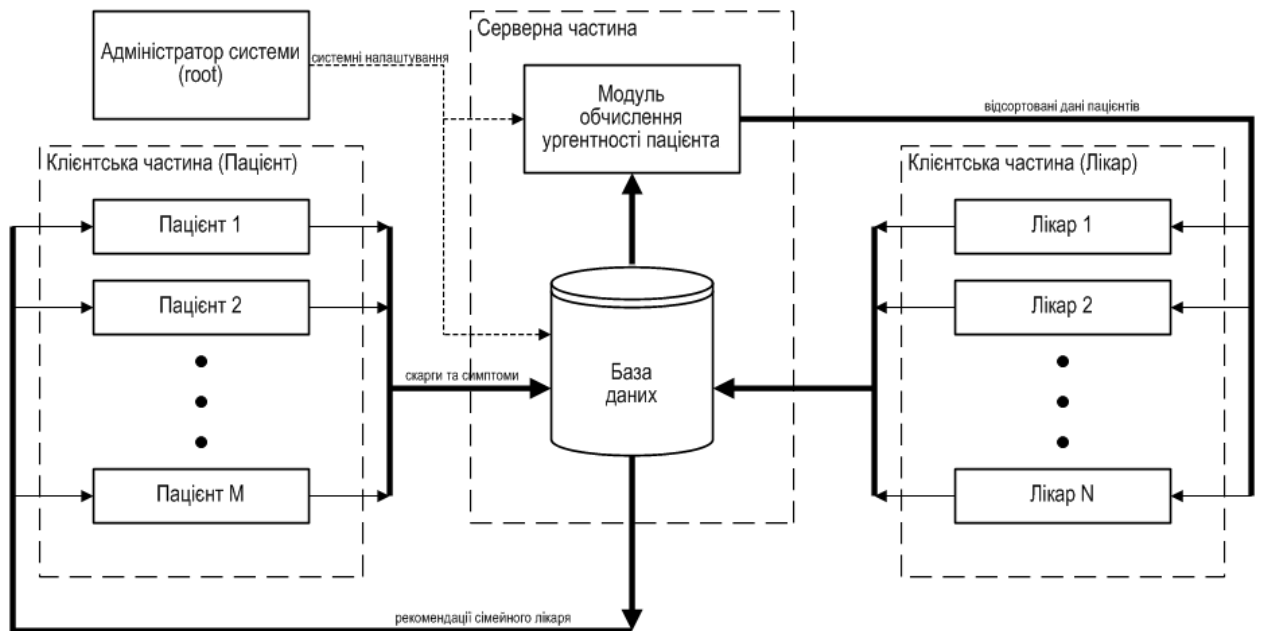 Адміністратор системи
(root)
системні налаштування
Серверна частина
Модуль
обчислення
ургентності пацієнта
відсортовані дані пацієнтів
Клієнтська частина (Пацієнт)
Пацієнт 1
Пацієнт 2
Пацієнт M
скарги та симптоми
База
даних
Клієнтська частина (Лікар)
Лікар 1
Лікар 2
Лікар N
рекомендації сімейного лікаря